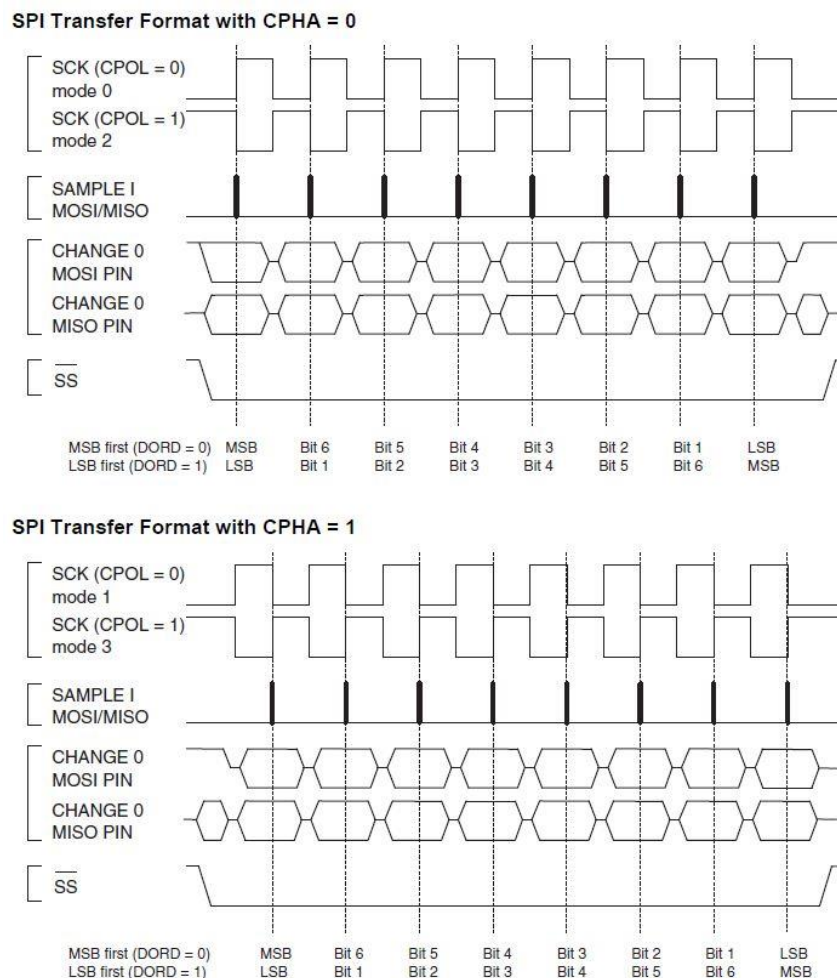 SPI Transfer Format with CPHA = 0
SCK (CPOL = 0)
mode 0
SCK (CPOL = 1)
mode 2
SAMPLE I
MOSI/MISO
CHANGE 0
MOSI PIN
CHANGE 0
MISO PIN
SS
MSB first (DORD = 0) MSB Bit 6 Bit 5 Bit 4 Bit 3 Bit 2 Bit 1 LSB
LSB first (DORD = 1) LSB Bit 1 Bit 2 Bit 3 Bit 4 Bit 5 Bit 6 MSB
SPI Transfer Format with CPHA = 1
SCK (CPOL = 0)
mode 1
SCK (CPOL = 1)
mode 3
SAMPLE I
MOSI/MISO
CHANGE 0
MOSI PIN
CHANGE 0
MISO PIN
SS
MSB first (DORD = 0) MSB Bit 6 Bit 5 Bit 4 Bit 3 Bit 2 Bit 1 LSB
LSB first (DORD = 1) LSB Bit 1 Bit 2 Bit 3 Bit 4 Bit 5 Bit 6 MSB